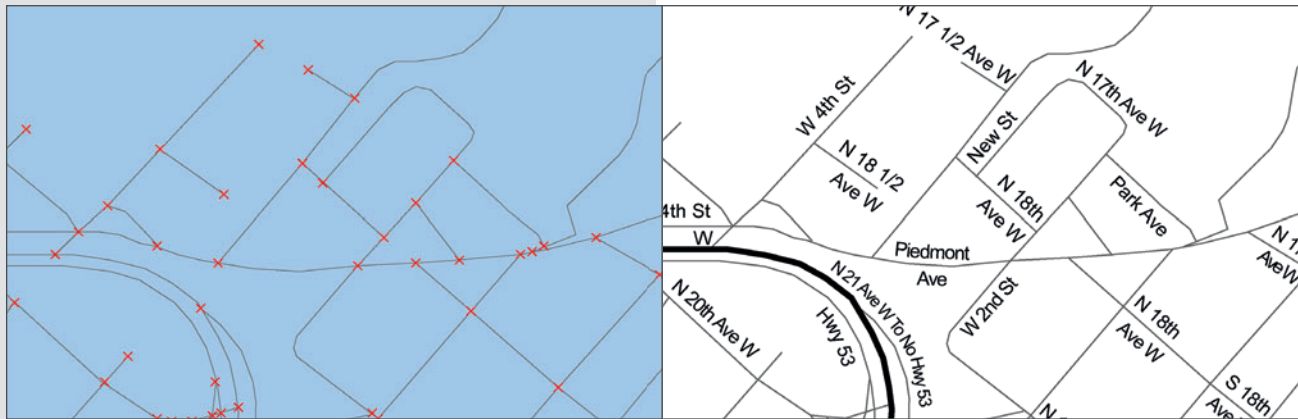 N 17 1/2 Ave W
N 17th Ave W
W 4th St
New St
N 18 1/2
Ave W
N 18th
Ave W
Park Ave
4th St
W
Piedmont
Ave
N 21 Ave W To No Hwy 53
Hwy 53
N 20th Ave W
W 2nd St
N 18th
Ave W
S 18th
Ave
N 17
Ave W